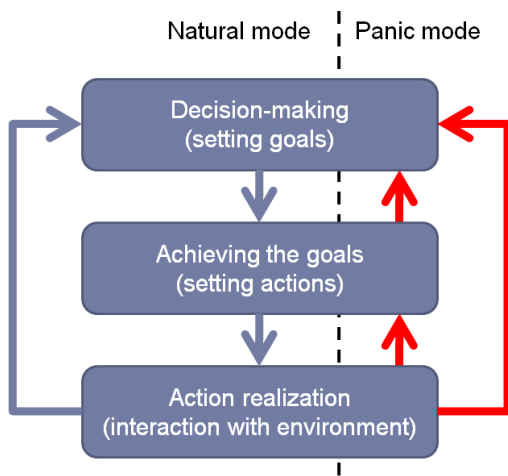 Natural mode
Panic mode
Decision-making
(setting goals)
Achieving the goals
(setting actions)
Action realization
(interaction with environment)